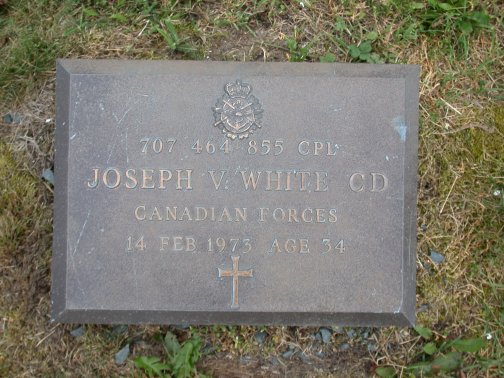 707 464 855 CPL
JOSEPH V. WHITE CD
CANADIAN FORCES
14 FEB 1973 AGE 34